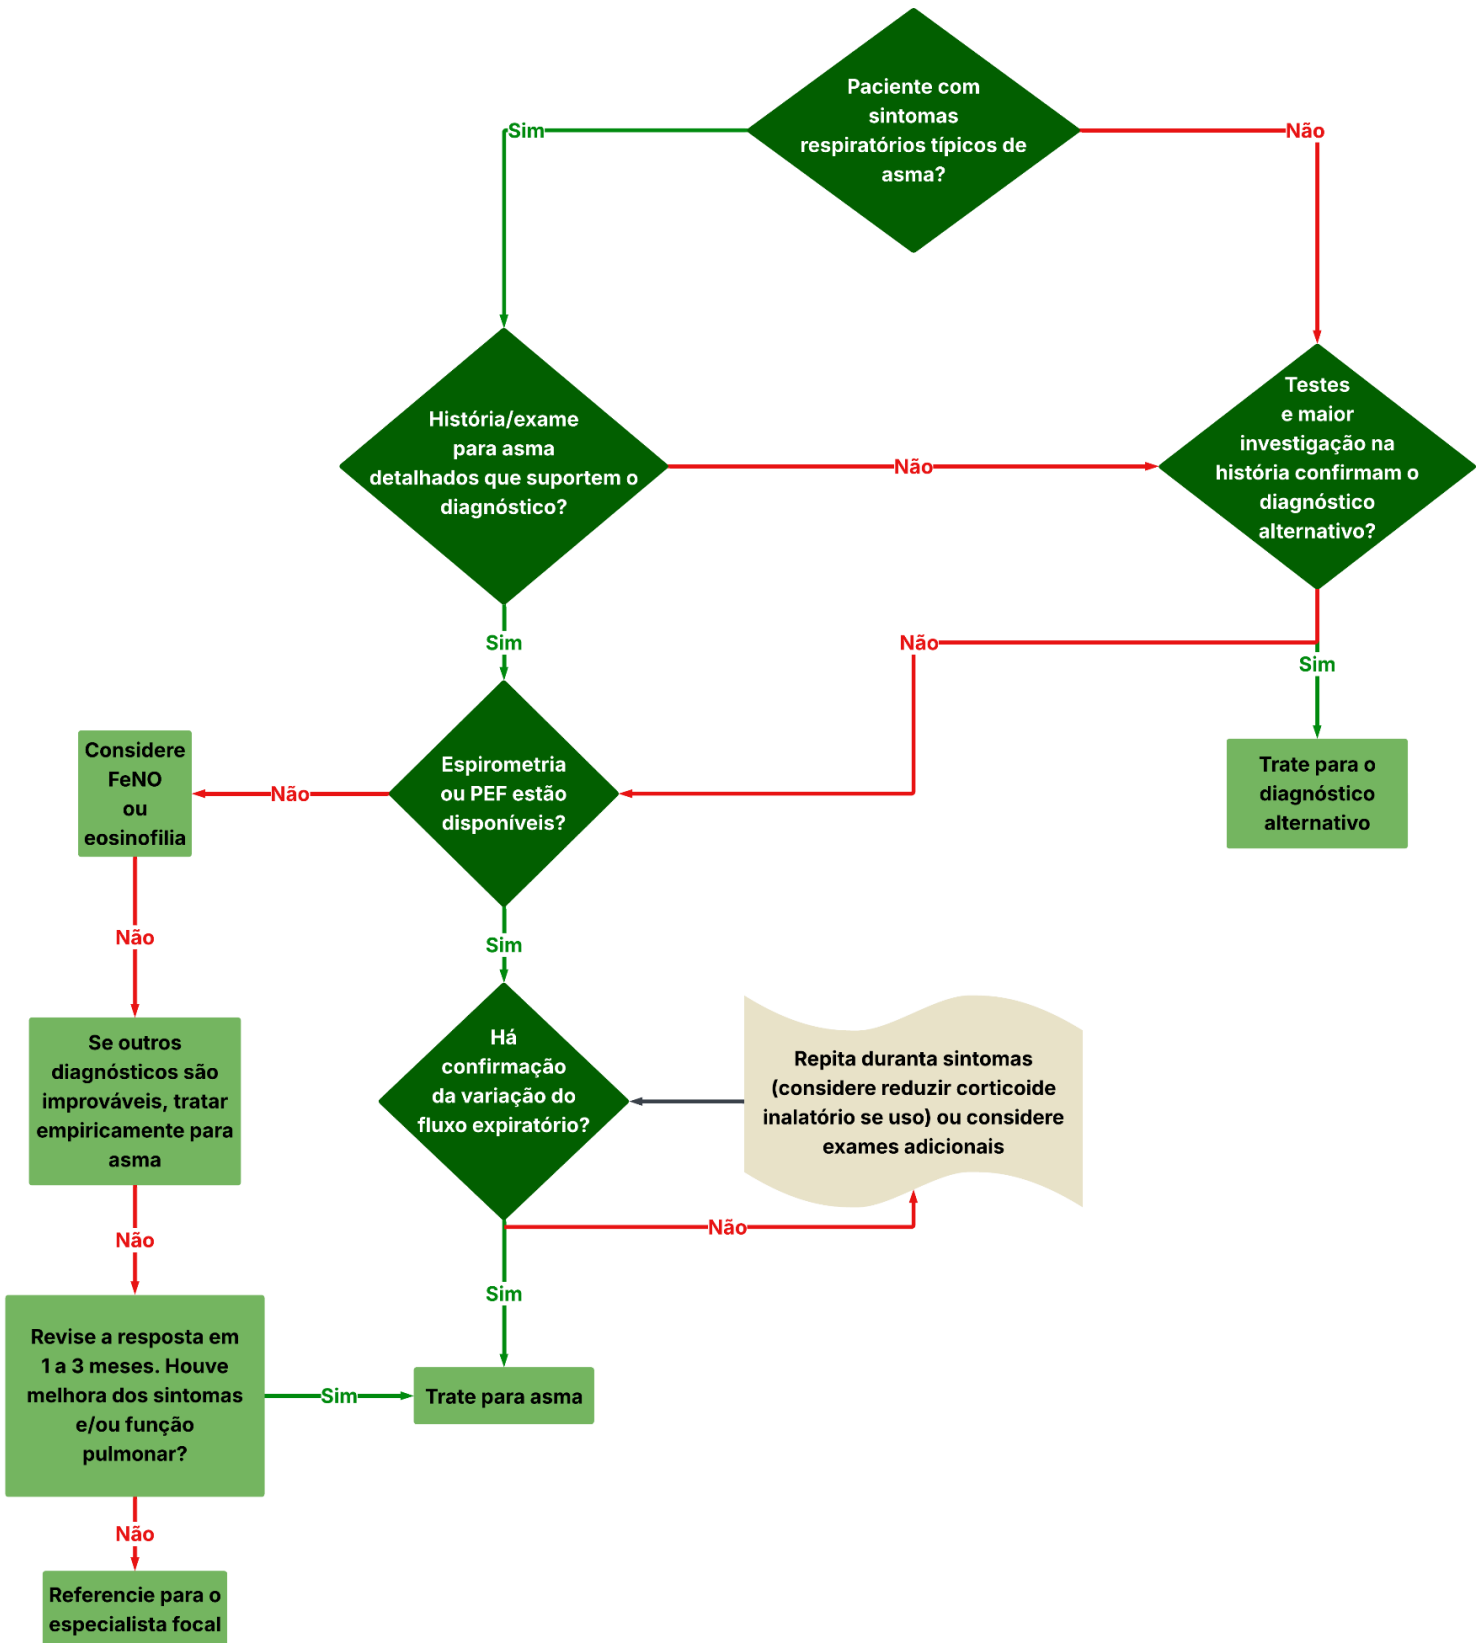 Paciente com
sintomas
respiratórios típicos de
asma?
Sim
Não
História/exame
para asma
detalhados que suportem o
diagnóstico?
Não
Testes
e maior
investigação na
história confirmam o
diagnóstico
alternativo?
Sim
Não
Sim
Considere
FeNO
ou
eosinofilia
Não
Espirometria
ou PEF estão
disponíveis?
Trate para o
diagnóstico
alternativo
Não
Sim
Se outros
diagnósticos são
improváveis, tratar
empiricamente para
asma
Há
confirmação
da variação do
fluxo expiratório?
Repita duranta sintomas
(considere reduzir corticoide
inalatório se uso) ou considere
exames adicionais
Não
Não
Sim
Revise a resposta em
1 a 3 meses. Houve
melhora dos sintomas
e/ou função
pulmonar?
Sim
Trate para asma
Não
Referencie para o
especialista focal